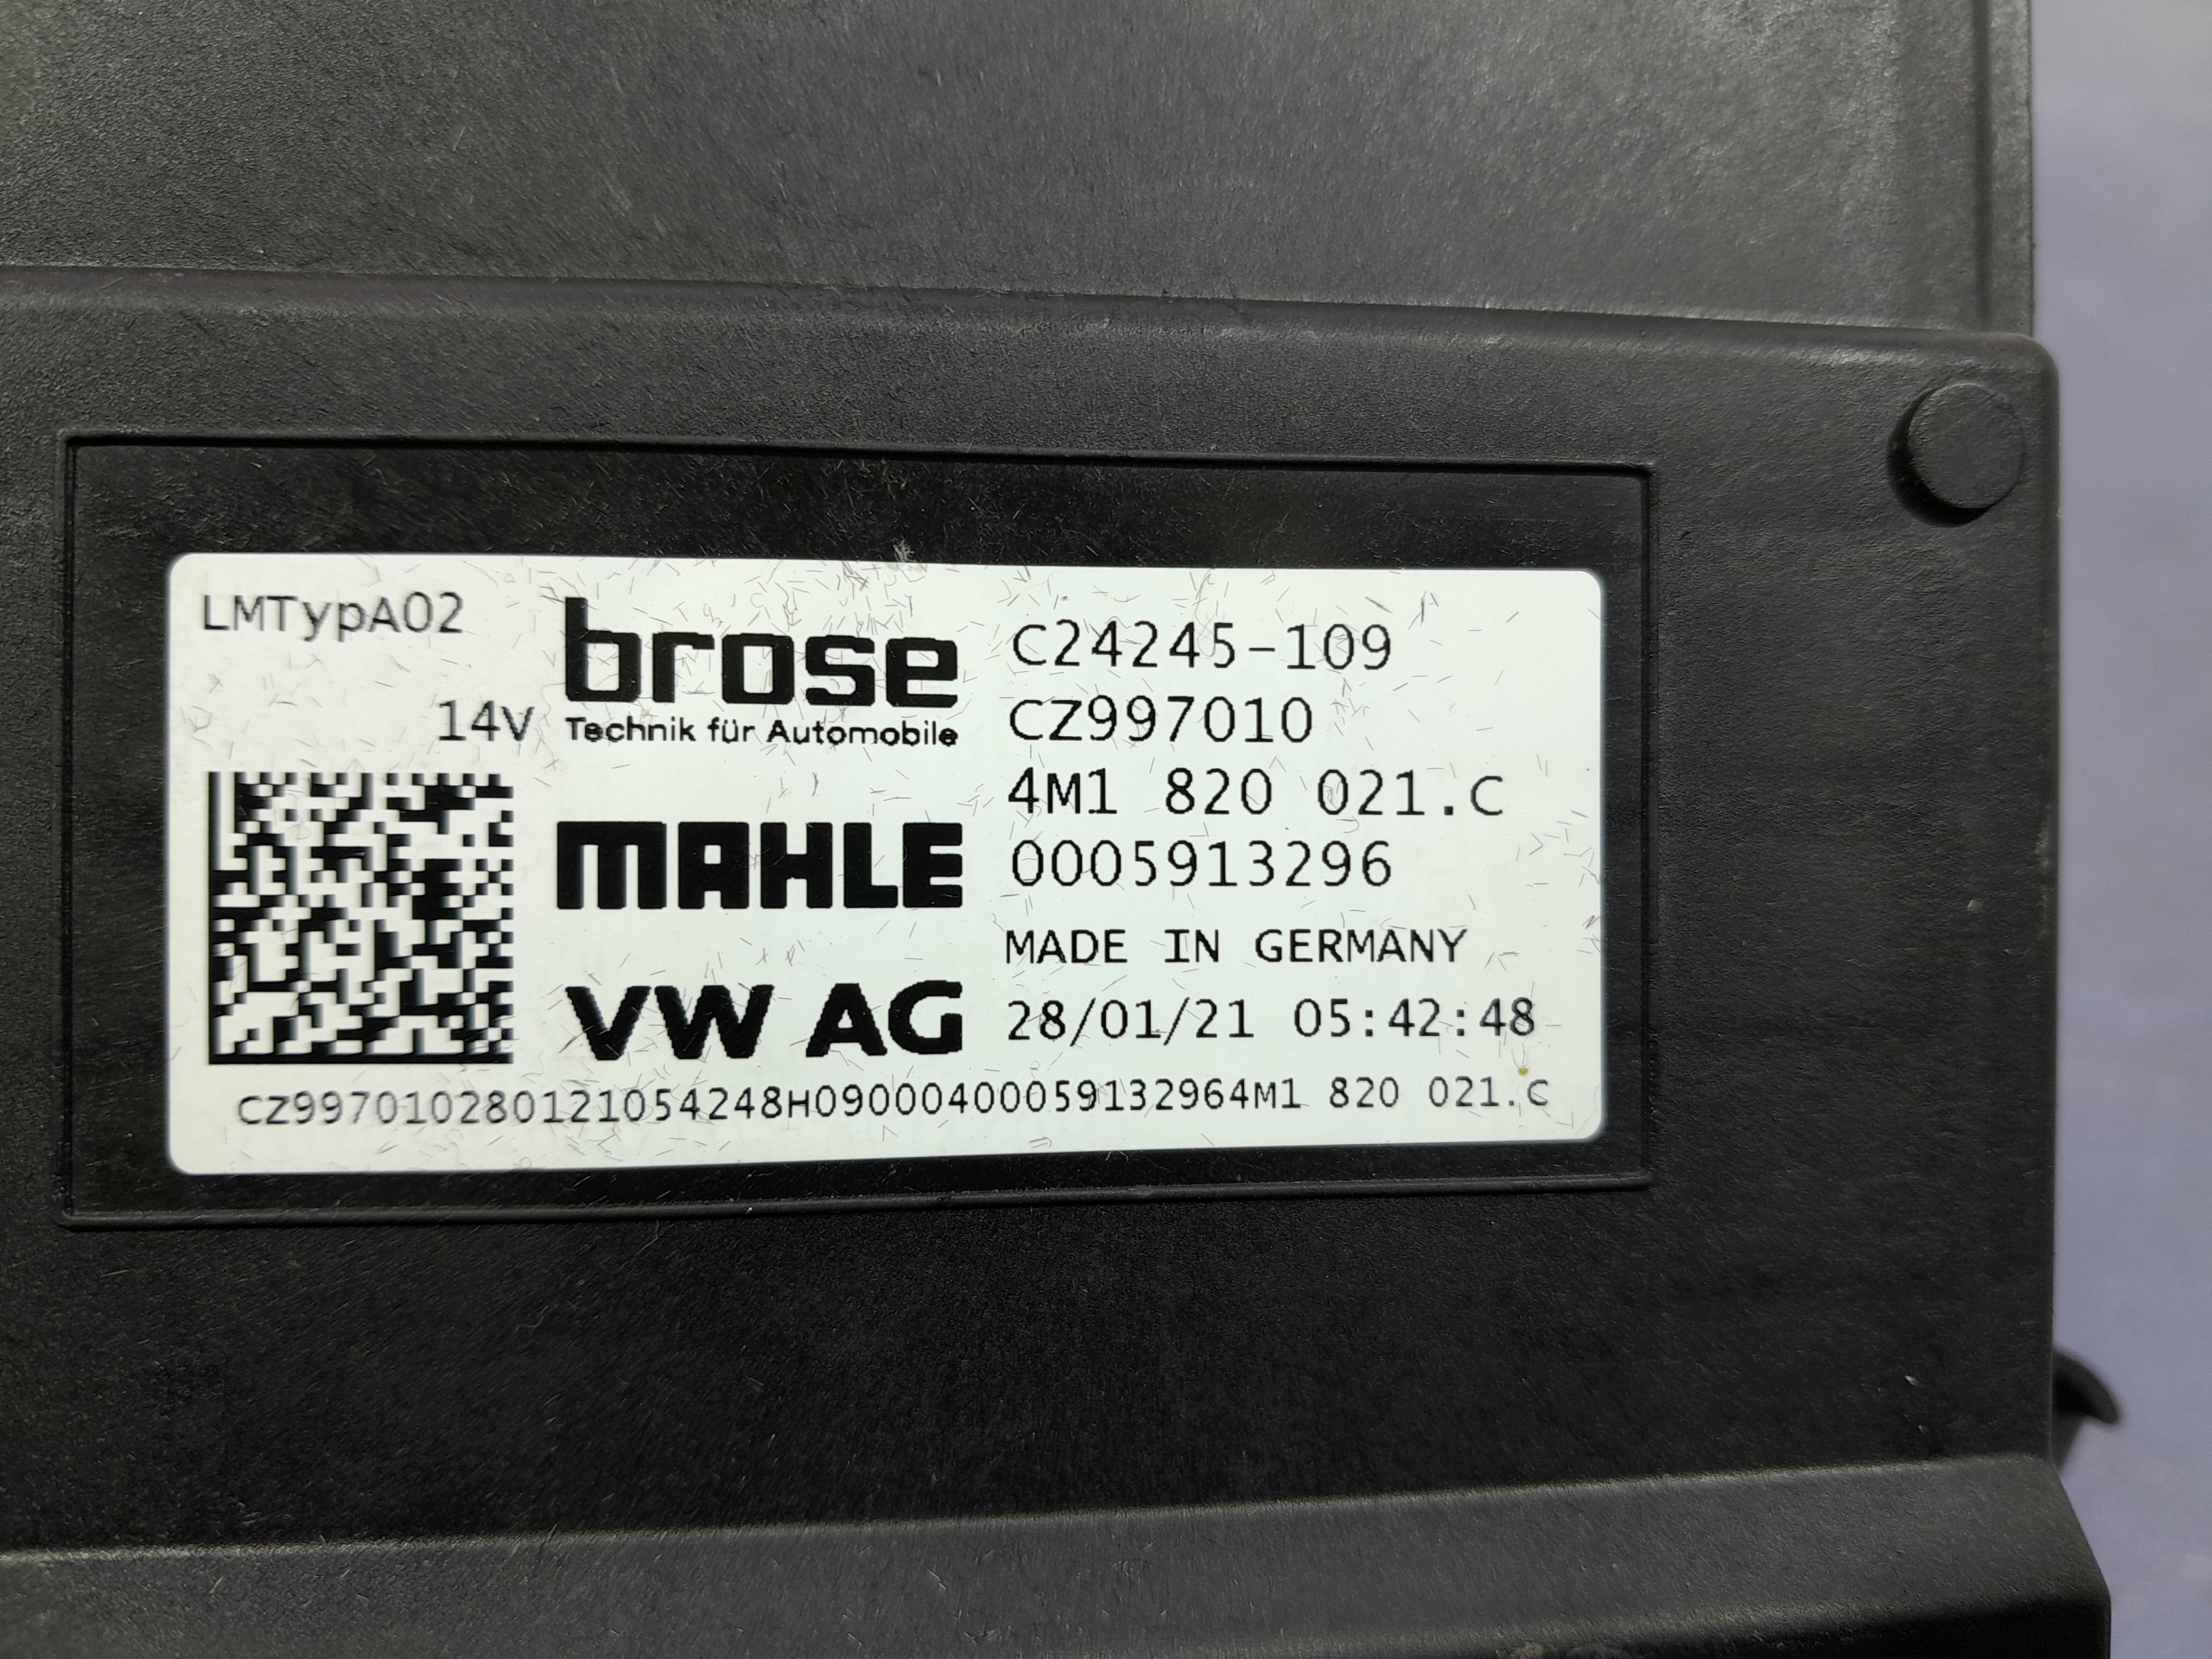 LMTypA02
14V
brose
Technik für Automobile
MAHLE
VW AG
C24245-109
CZ997010
4M1 820 021.C
0005913296
MADE IN GERMANY
28/01/21 05:42:48
CZ997010280121054248H09000400059132964M1 820 021.C